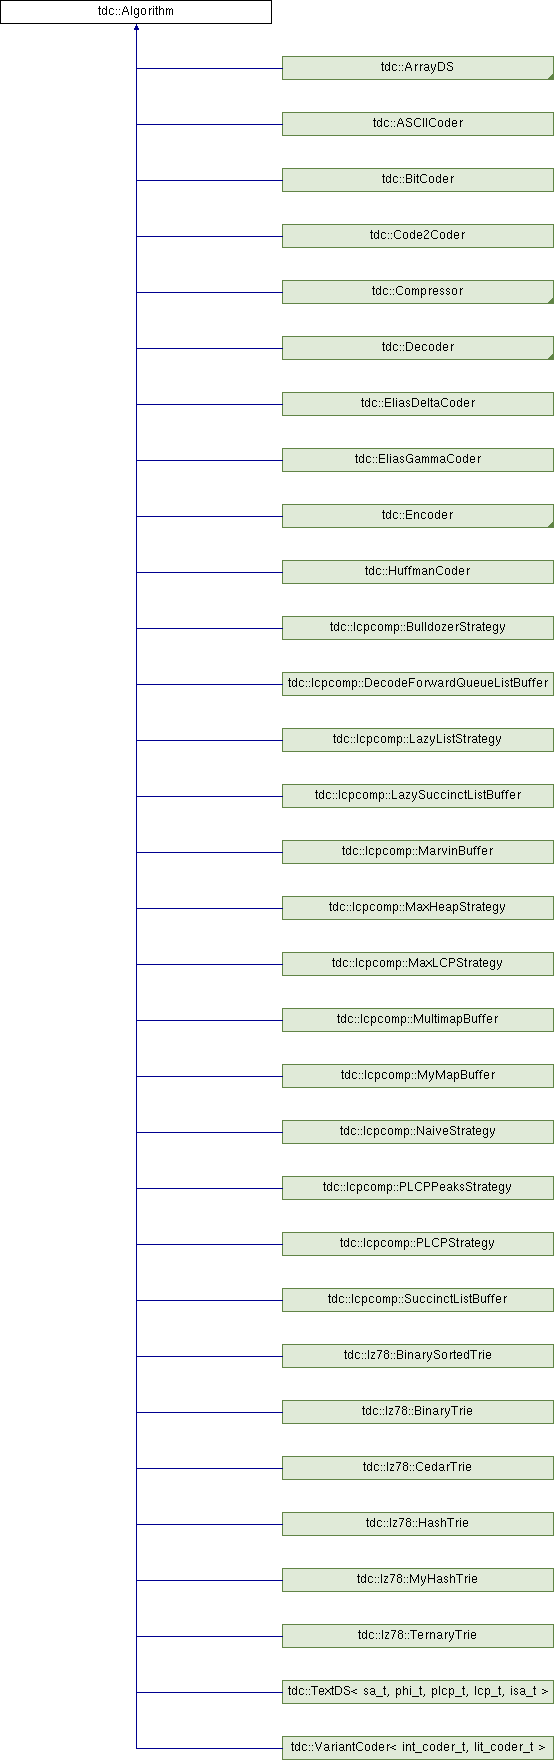 tdc::Algorithm
tdc::ArrayDS
tdc::ASCIICoder
tdc::BitCoder
tdc::Code2Coder
tdc::Compressor
tdc::Decoder
tdc::EliasDeltaCoder
tdc::EliasGammaCoder
tdc::Encoder
tdc::HuffmanCoder
tdc::lcpcomp::BulldozerStrategy
tdc::lcpcomp::DecodeForwardQueueListBuffer
tdc::lcpcomp::LazyListStrategy
tdc::lcpcomp::LazySuccinctListBuffer
tdc::lcpcomp::MarvinBuffer
tdc::lcpcomp::MaxHeapStrategy
tdc::lcpcomp::MaxLCPStrategy
tdc::lcpcomp::MultimapBuffer
tdc::lcpcomp::MyMapBuffer
tdc::lcpcomp::NaiveStrategy
tdc::lcpcomp::PLCPPeaksStrategy
tdc::lcpcomp::PLCPStrategy
tdc::lcpcomp::SuccinctListBuffer
tdc::lz78::BinarySortedTrie
tdc::lz78::BinaryTrie
tdc::lz78::CedarTrie
tdc::lz78::HashTrie
tdc::lz78::MyHashTrie
tdc::lz78::TernaryTrie
tdc::TextDS< sa_t, phi_t, plcp_t, lcp_t, isa_t >
tdc::VariantCoder< int_coder_t, lit_coder_t >